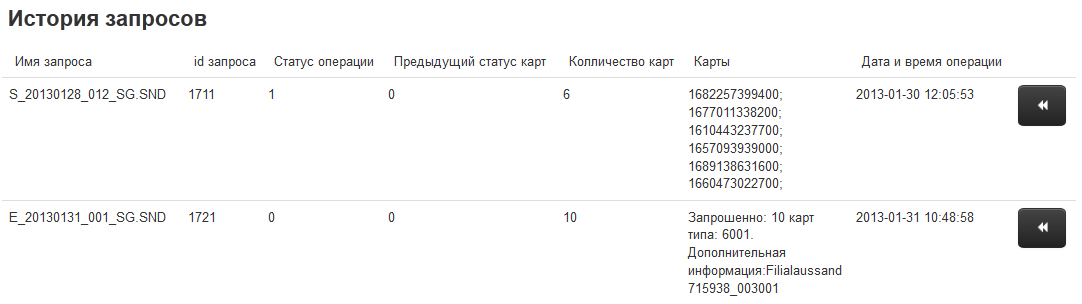 История запросов
Имя запроса id запроса Статус операции Предыдущий статус карт Колличество карт Карты Дата и время операции
S_20130128_012_SG.SND 1711 1 0 6 1682257399400; 2013-01-30 12:05:53
1677011338200;
1610443237700;
1657093939000;
1689138631600;
1660473022700;
E_20130131_001_SG.SND 1721 0 0 10 Запрошенно: 10 карт 2013-01-31 10:48:58
типа: 6001.
Дополнительная
информация:Filialaussand
715938_003001